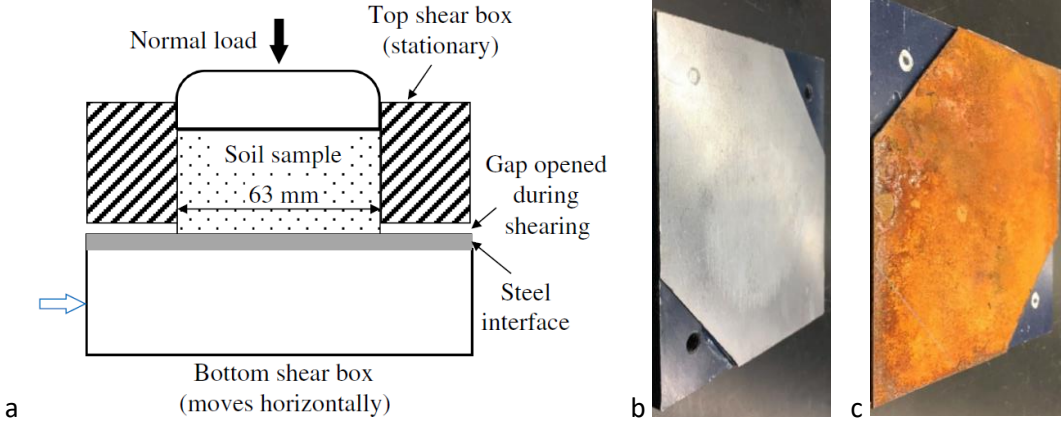 Normal load
Top shear box
(stationary)
Soil sample
63 mm
Gap opened
during
shearing
Steel
interface
Bottom shear box
(moves horizontally)
a
b
c